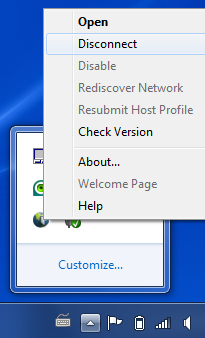 Open
Disconnect
Disable
Rediscover Network
Resubmit Host Profile
Check Version
About...
Welcome Page
Help
Customize...